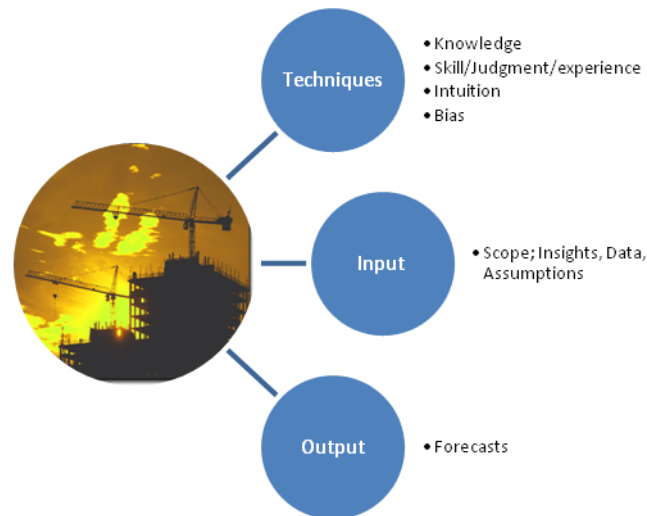 Techniques
• Knowledge
• Skill/Judgment/experience
• Intuition
• Bias
Input
• Scope; Insights, Data,
Assumptions
Output
• Forecasts